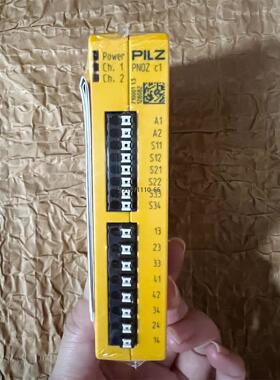 Power
Ch. 1
Ch. 2
PILZ
PNOZ c1
A1
A2
S11
S12
S21
S22
S33
S34
13
23
33
41
42
34
24
14